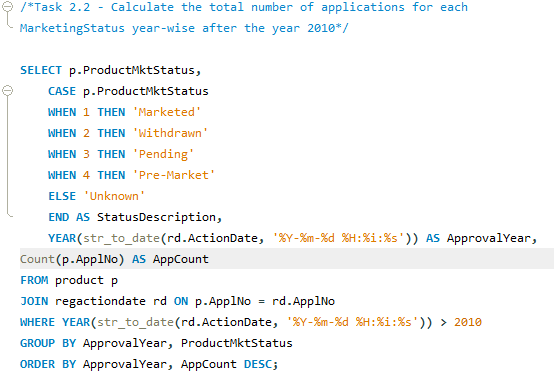 /*Task 2.2 - Calculate the total number of applications for each
MarketingStatus year-wise after the year 2010*/
SELECT p.ProductMktStatus,
CASE p.ProductMktStatus
WHEN 1 THEN 'Marketed'
WHEN 2 THEN 'Withdrawn'
WHEN 3 THEN 'Pending'
WHEN 4 THEN 'Pre-Market'
ELSE 'Unknown'
END AS StatusDescription,
YEAR(str_to_date(rd.ActionDate, '%Y-%m-%d %H:%i:%s')) AS ApprovalYear,
Count(p.ApplNo) AS AppCount
FROM product p
JOIN regactiondate rd ON p.ApplNo = rd.ApplNo
WHERE YEAR(str_to_date(rd.ActionDate, '%Y-%m-%d %H:%i:%s')) > 2010
GROUP BY ApprovalYear, ProductMktStatus
ORDER BY ApprovalYear, AppCount DESC;